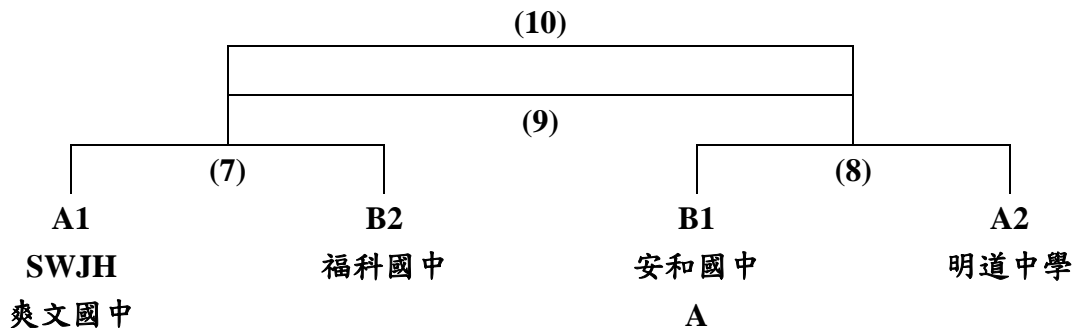 (10)
(9)
(7) (8)
A1 B2 B1 A2
SWJH 福科國中 安和國中 明道中學
爽文國中 A